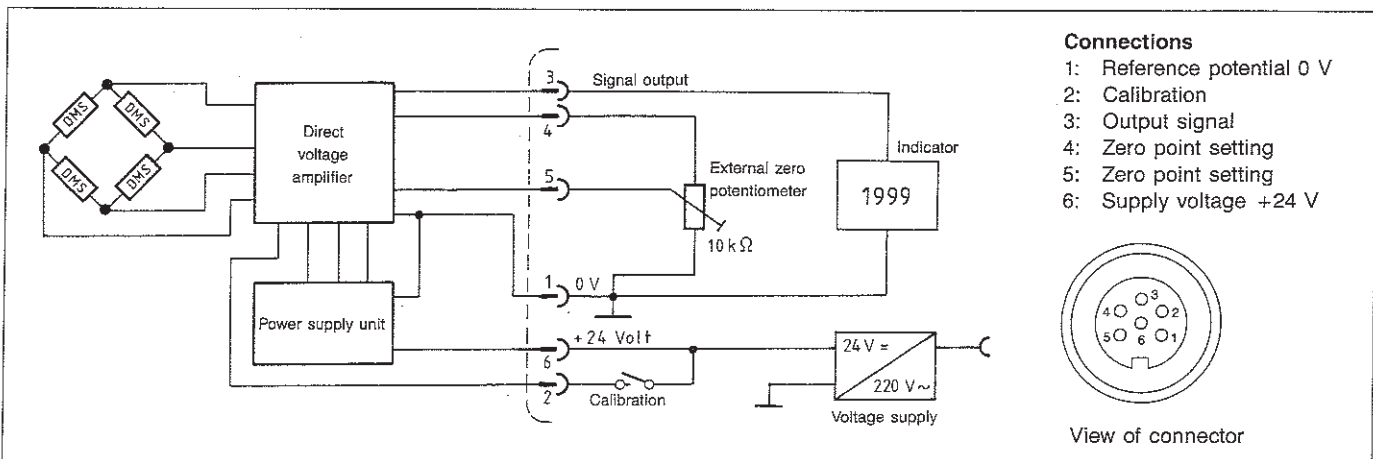 DMS
DMS
DMS
DMS
Direct
voltage
amplifier
Power supply unit
3
Signal output
4
5
External zero
potentiometer
10 kΩ
Indicator
1999
1
0 V
+24 Volt
6
2
Calibration
24 V =
220 V ~
Voltage supply
Connections
1: Reference potential 0 V
2: Calibration
3: Output signal
4: Zero point setting
5: Zero point setting
6: Supply voltage +24 V
3
4
2
5
6
1
View of connector